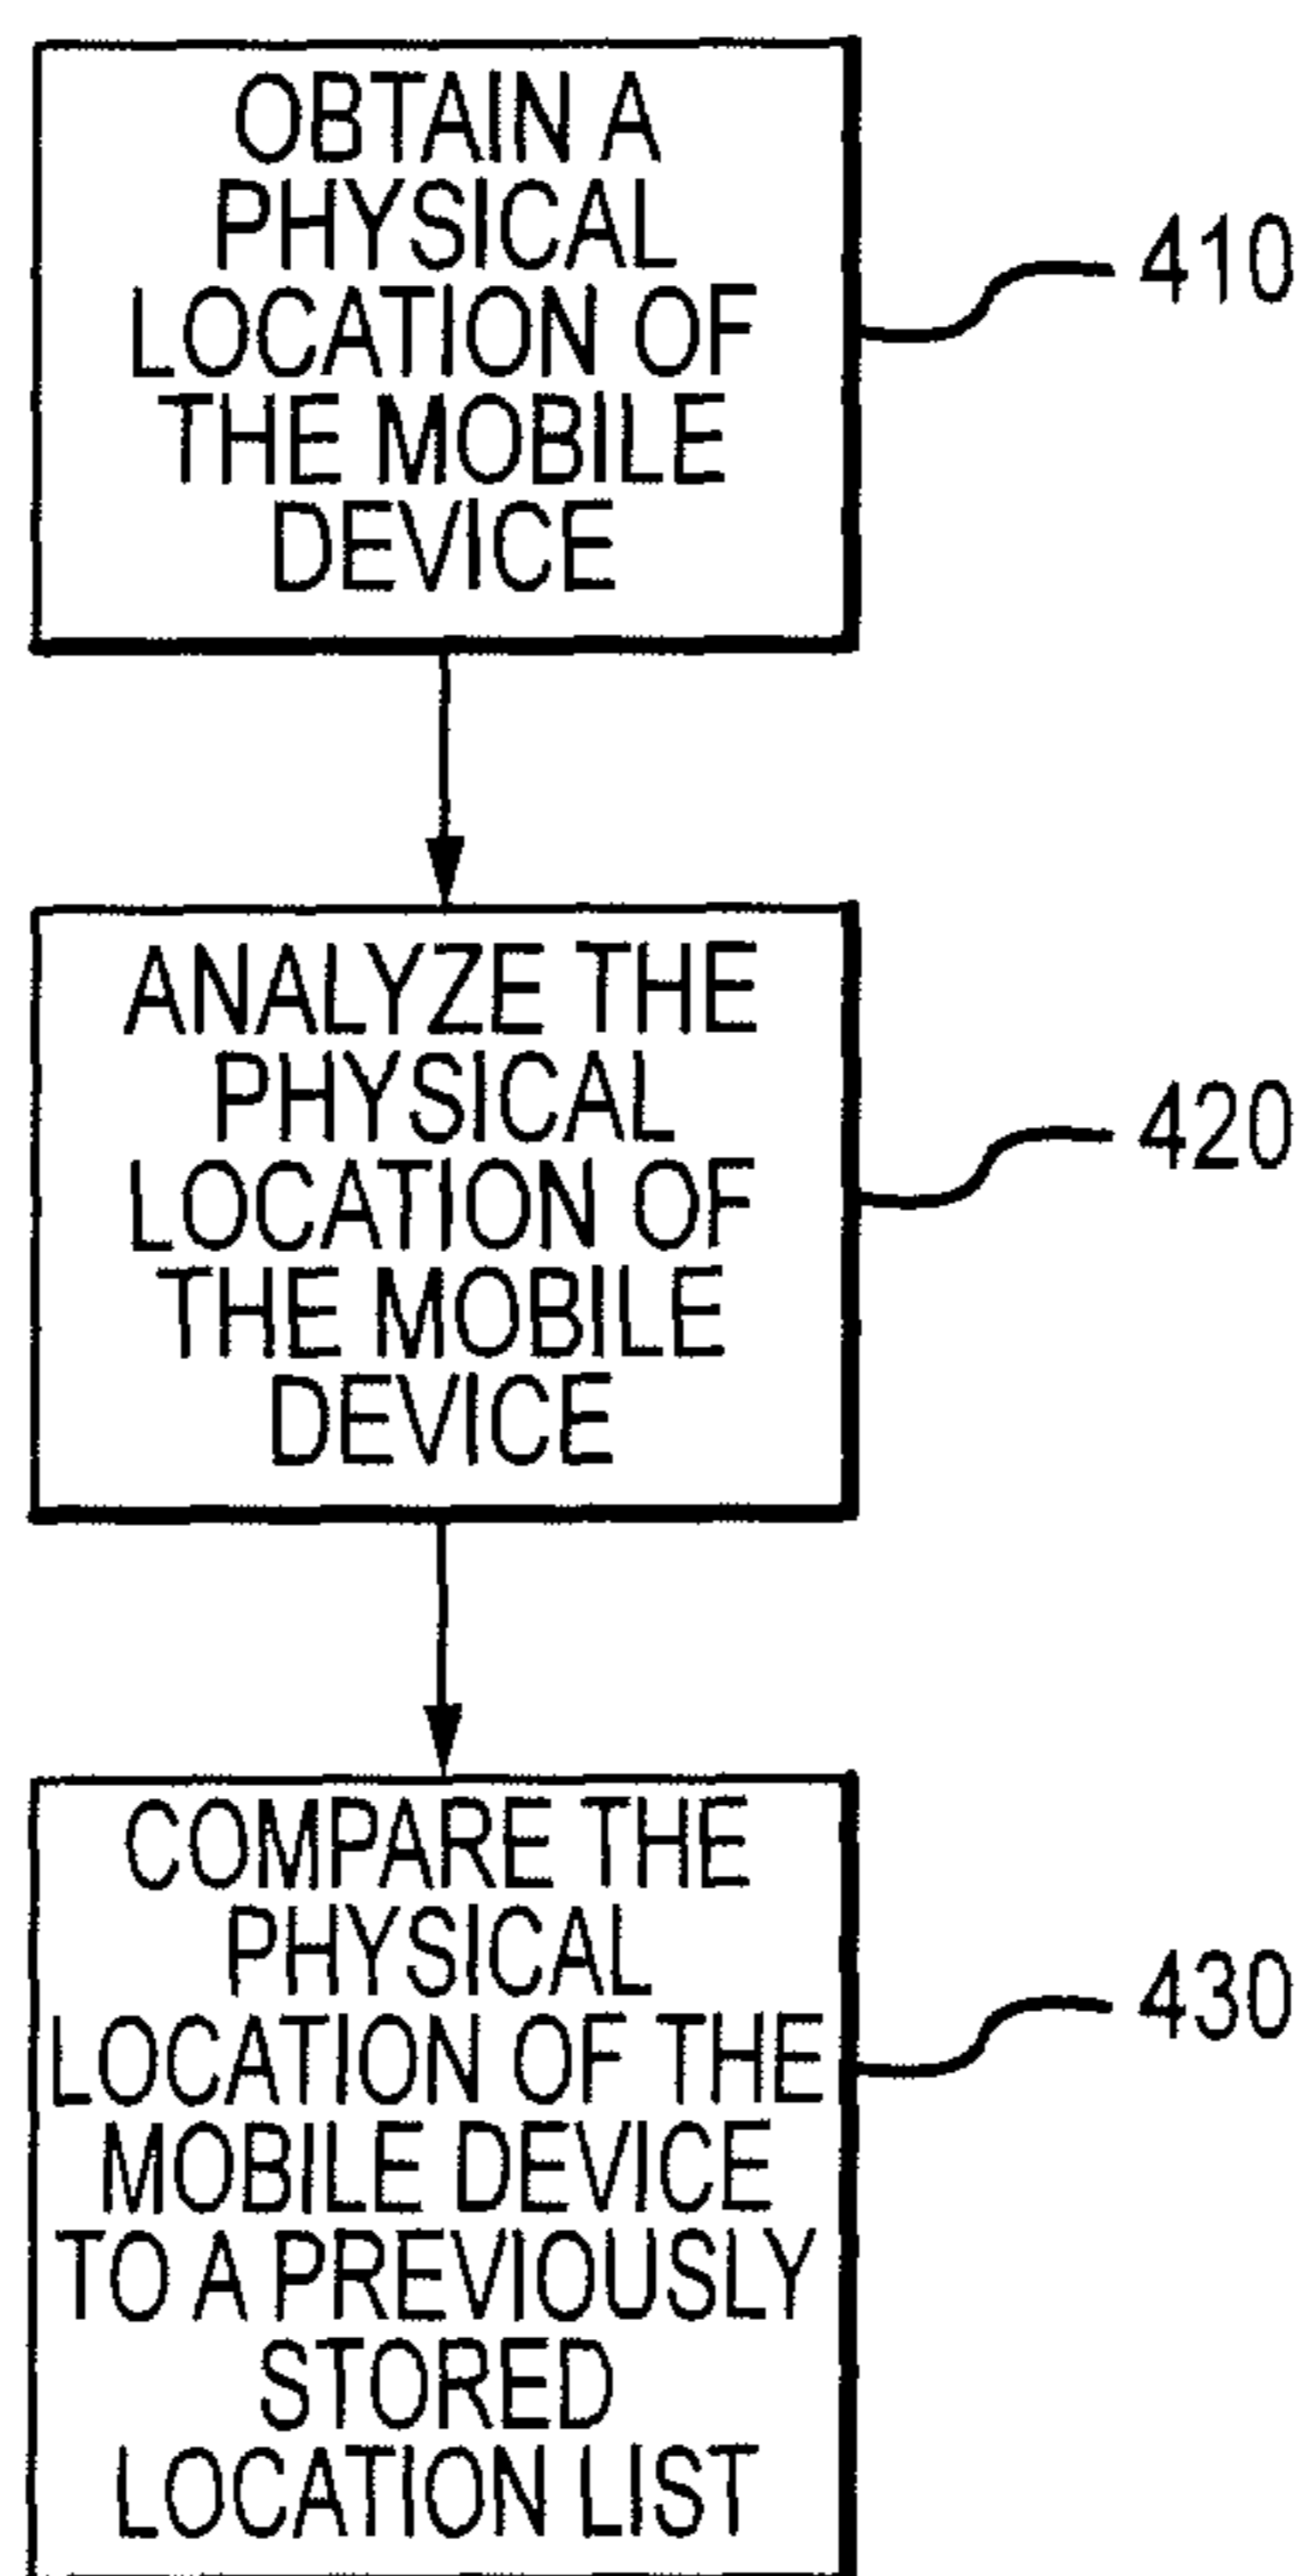 OBTAIN A
PHYSICAL
LOCATION OF
THE MOBILE
DEVICE
410
ANALYZE THE
PHYSICAL
LOCATION OF
THE MOBILE
DEVICE
420
COMPARE THE
PHYSICAL
LOCATION OF THE
MOBILE DEVICE
TO A PREVIOUSLY
STORED
LOCATION LIST
430